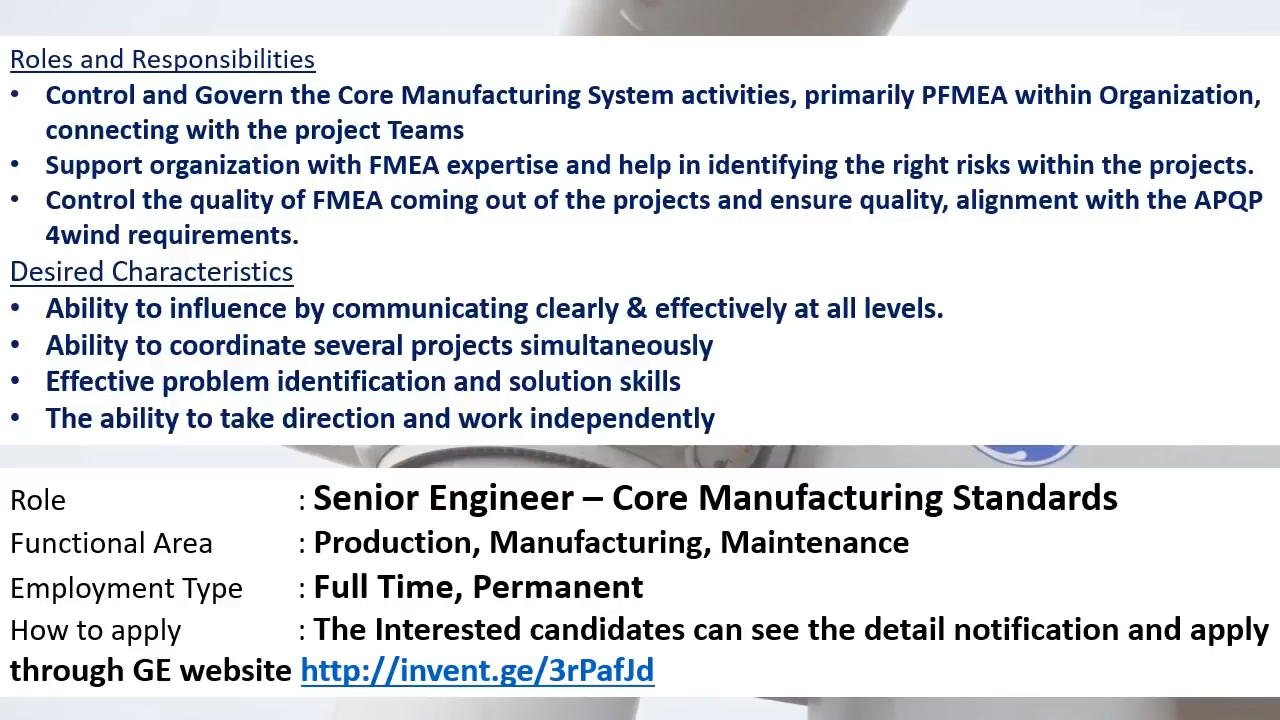 Roles and Responsibilities
• Control and Govern the Core Manufacturing System activities, primarily PFMEA within Organization,
connecting with the project Teams
• Support organization with FMEA expertise and help in identifying the right risks within the projects.
• Control the quality of FMEA coming out of the projects and ensure quality, alignment with the APQP
4wind requirements.
Desired Characteristics
• Ability to influence by communicating clearly & effectively at all levels.
• Ability to coordinate several projects simultaneously
• Effective problem identification and solution skills
• The ability to take direction and work independently
Role : Senior Engineer – Core Manufacturing Standards
Functional Area : Production, Manufacturing, Maintenance
Employment Type : Full Time, Permanent
How to apply : The Interested candidates can see the detail notification and apply
through GE website http://invent.ge/3rPafJd